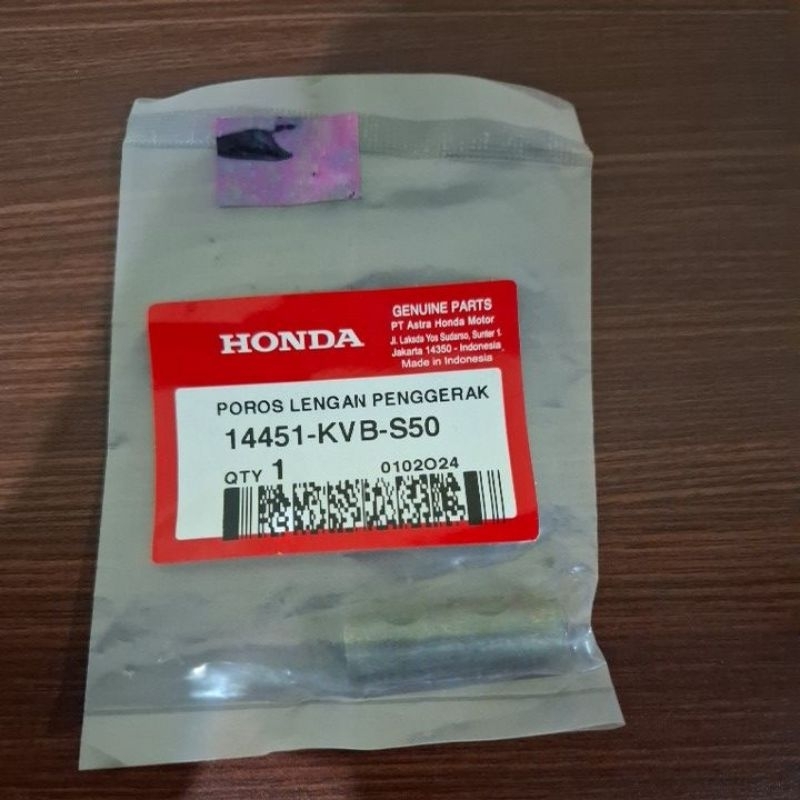 HONDA
GENUINE PARTS
PT Astra Honda Motor
Jl. Laksda Yos Sudarso, Sunter 1-
Jakarta 14350 - Indonesia
Made in Indonesia
POROS LENGAN PENGGERAK
14451-KVB-S50
QTY 1
0102O24